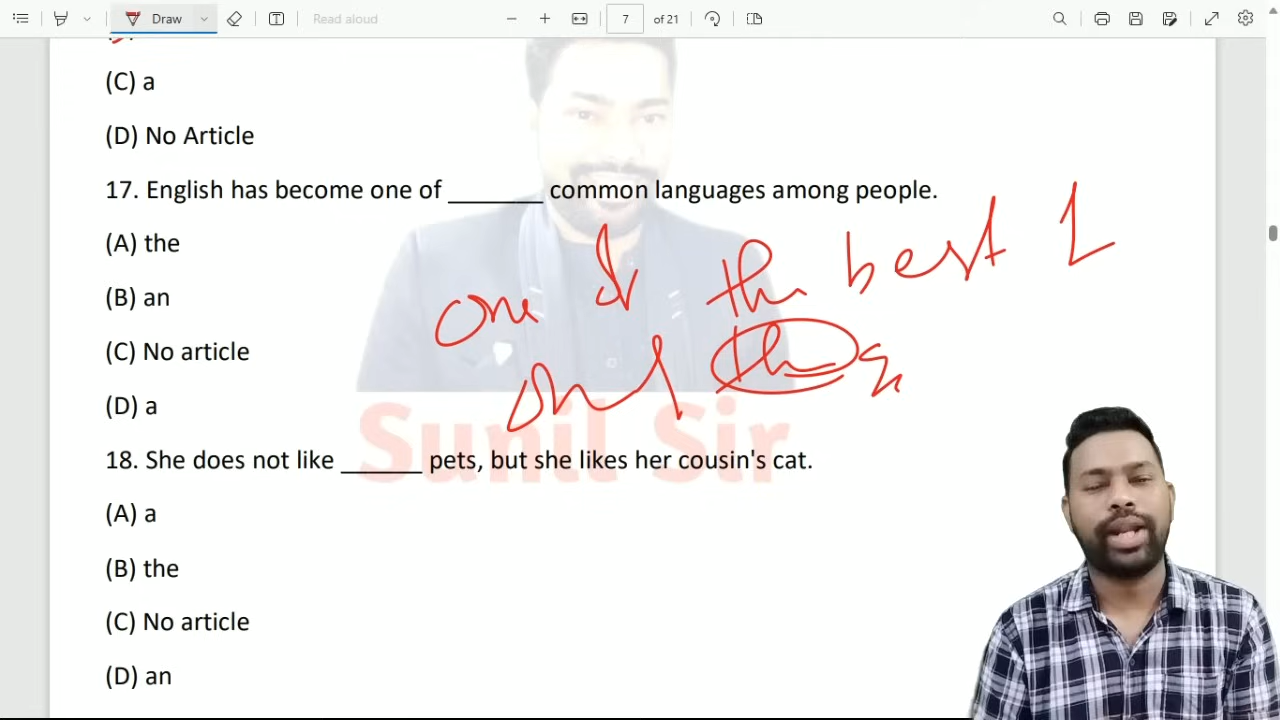 Draw
Read aloud
7
of 21
(C) a
(D) No Article
17. English has become one of _______ common languages among people.
(A) the
one of the best 1
(B) an
(C) No article
(D) a
Sunil Sir
18. She does not like ______ pets, but she likes her cousin's cat.
(A) a
(B) the
(C) No article
(D) an